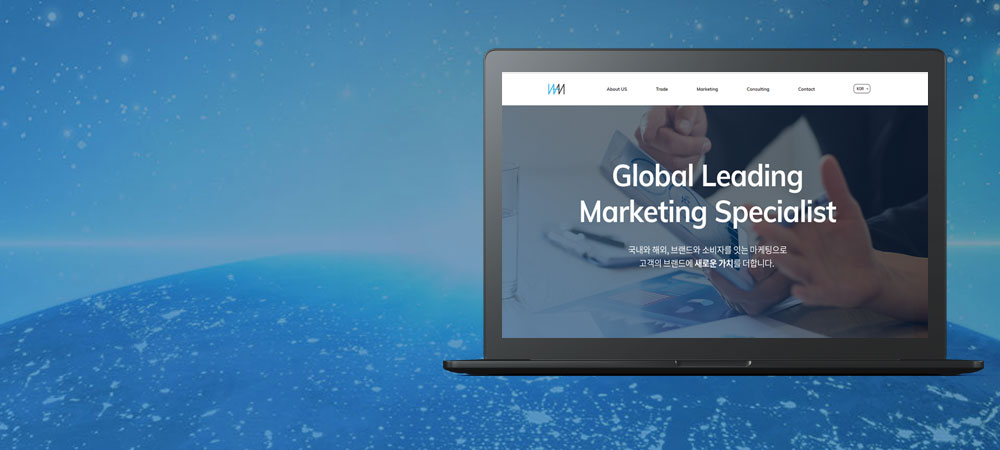 WM
About US
Trade
Marketing
Consulting
Contact
KOR
Global Leading
Marketing Specialist
국내와 해외, 브랜드와 소비자를 잇는 마케팅으로
고객의 브랜드에 새로운 가치를 더합니다.